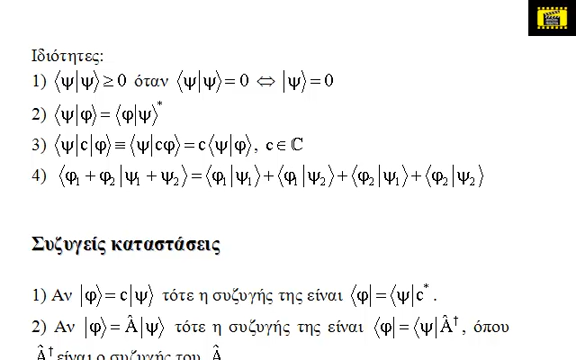 Ιδιότητες:
1) ⟨ψ|ψ⟩ ≥ 0 όταν ⟨ψ|ψ⟩ = 0 ⇔ |ψ⟩ = 0
2) ⟨ψ|φ⟩ = ⟨φ|ψ⟩*
3) ⟨ψ|c|φ⟩ ≡ ⟨ψ|cφ⟩ = c⟨ψ|φ⟩, c ∈ ℂ
4) ⟨φ₁ + φ₂|ψ₁ + ψ₂⟩ = ⟨φ₁|ψ₁⟩ + ⟨φ₁|ψ₂⟩ + ⟨φ₂|ψ₁⟩ + ⟨φ₂|ψ₂⟩
Συζυγείς καταστάσεις
1) Αν |φ⟩ = c|ψ⟩ τότε η συζυγής της είναι ⟨φ| = ⟨ψ|c* .
2) Αν |φ⟩ = Â|ψ⟩ τότε η συζυγής της είναι ⟨φ| = ⟨ψ|Â†, όπου
† είναι ο συζυγής του Â